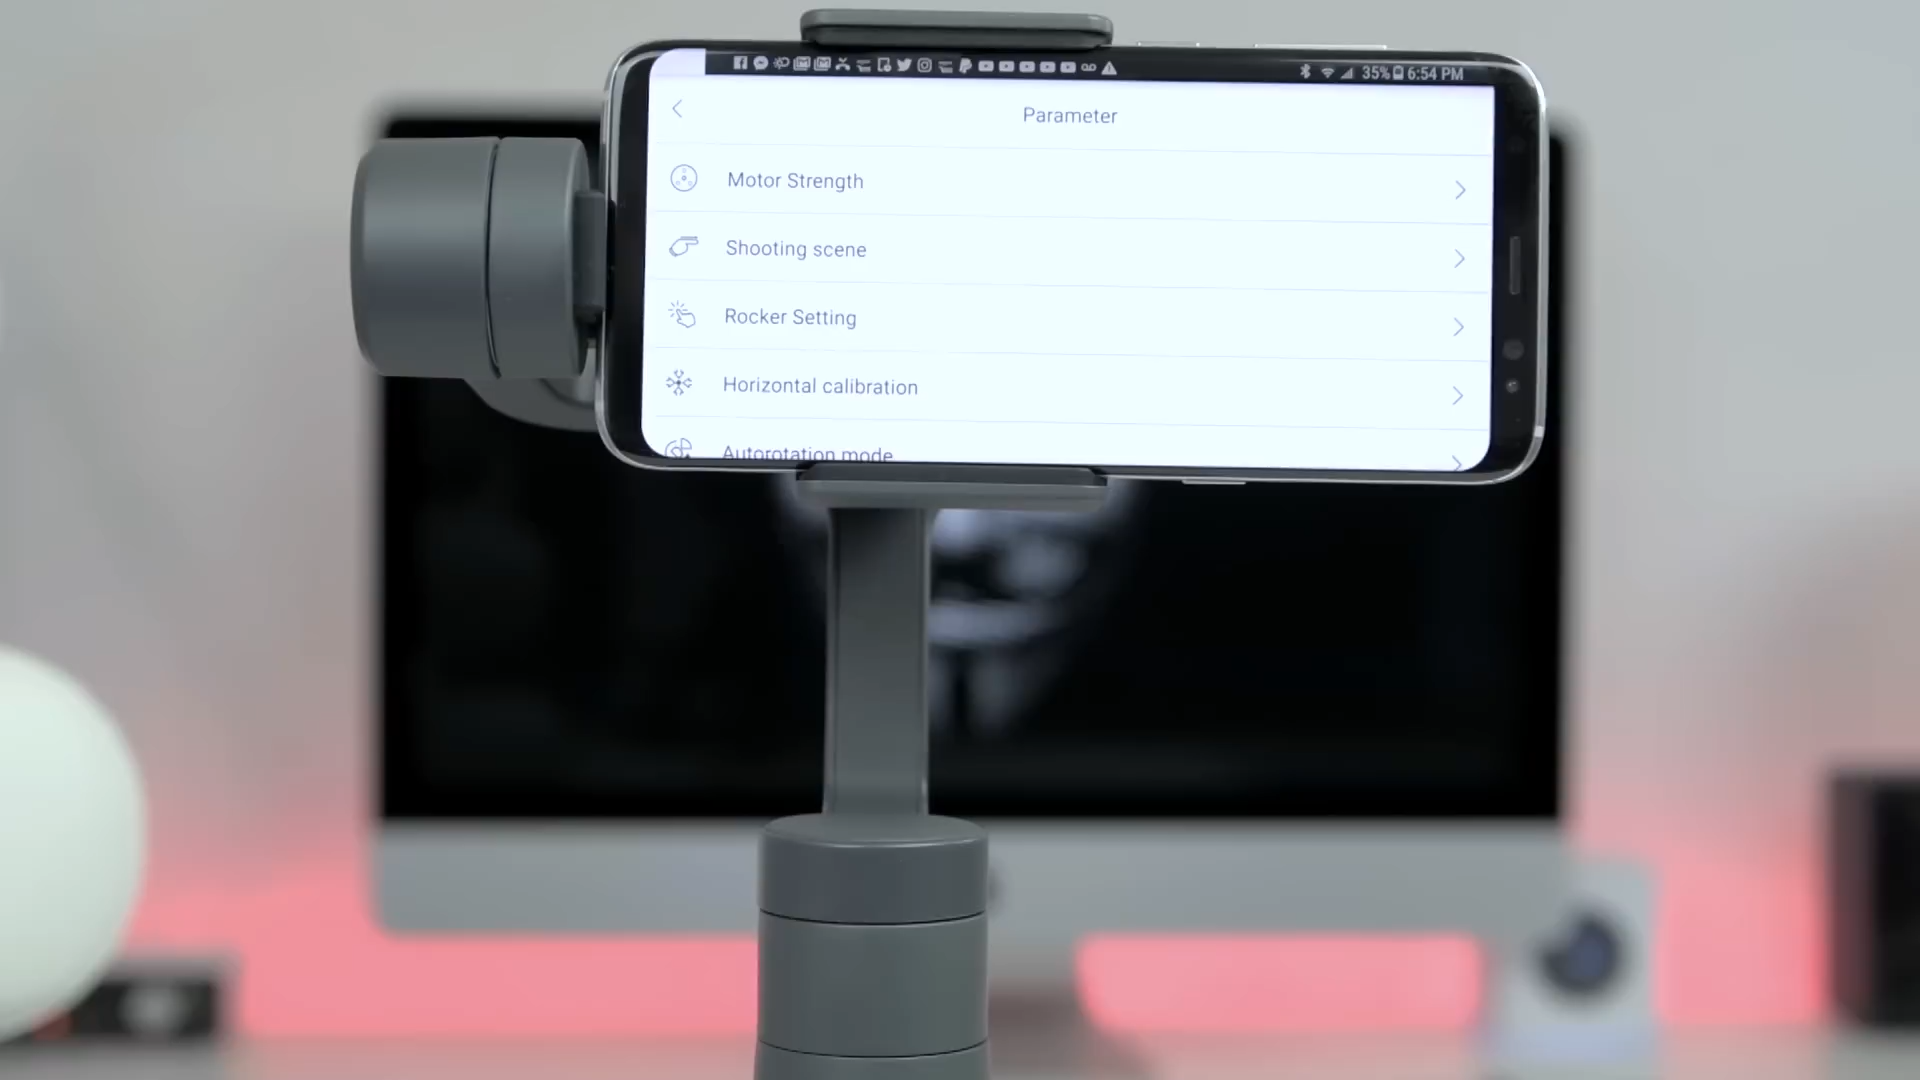 35% 6:54 PM
Parameter
Motor Strength
Shooting scene
Rocker Setting
Horizontal calibration
Autorotation mode